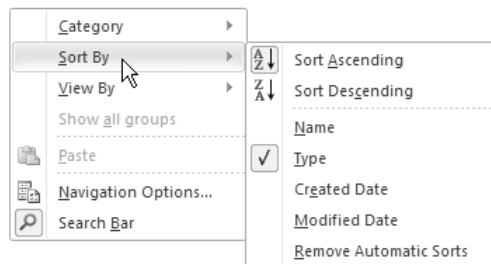 Category
Sort By
View By
Show all groups
Paste
Navigation Options...
Search Bar
A
Z
Sort Ascending
Z
A
Sort Descending
Name
Type
Created Date
Modified Date
Remove Automatic Sorts